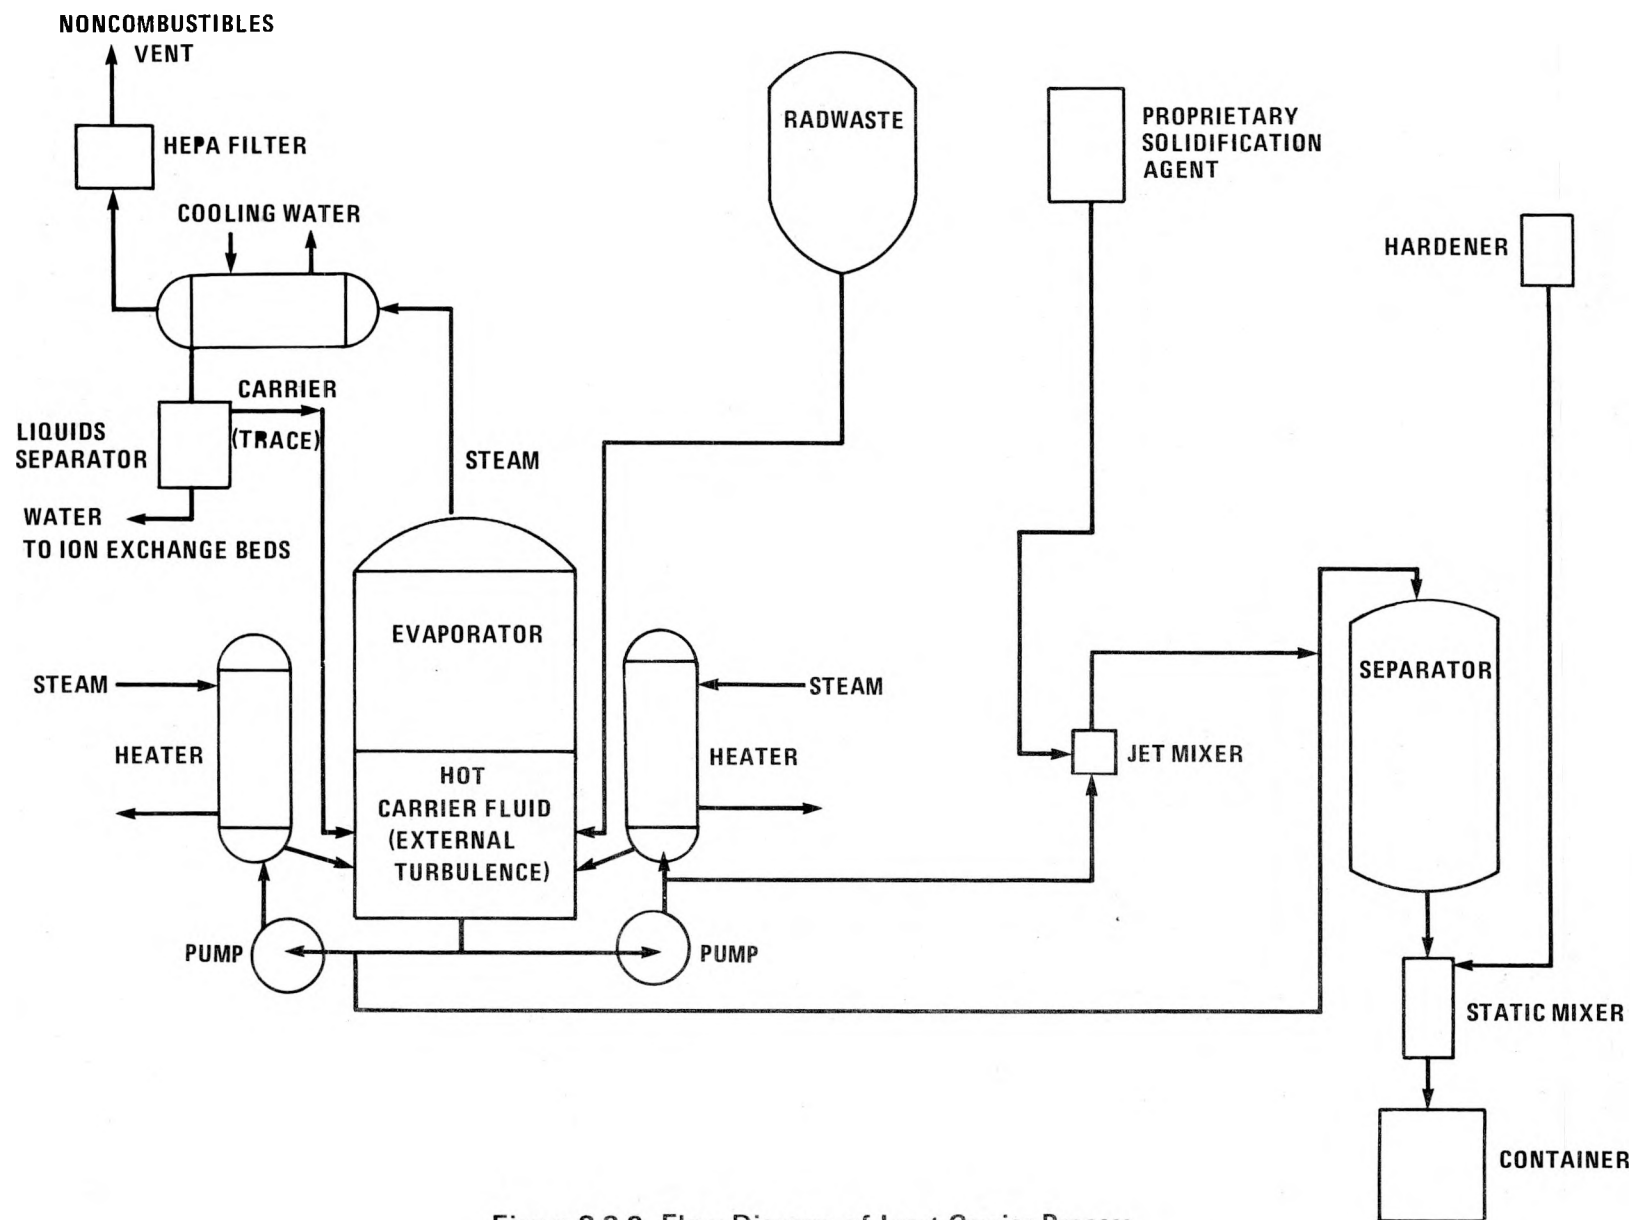 NONCOMBUSTIBLES
VENT
HEPA FILTER
COOLING WATER
RADWASTE
PROPRIETARY
SOLIDIFICATION
AGENT
HARDENER
CARRIER
(TRACE)
LIQUIDS
SEPARATOR
STEAM
WATER
TO ION EXCHANGE BEDS
EVAPORATOR
SEPARATOR
STEAM
STEAM
HEATER
HEATER
JET MIXER
HOT
CARRIER FLUID
(EXTERNAL
TURBULENCE)
PUMP
PUMP
STATIC MIXER
CONTAINER